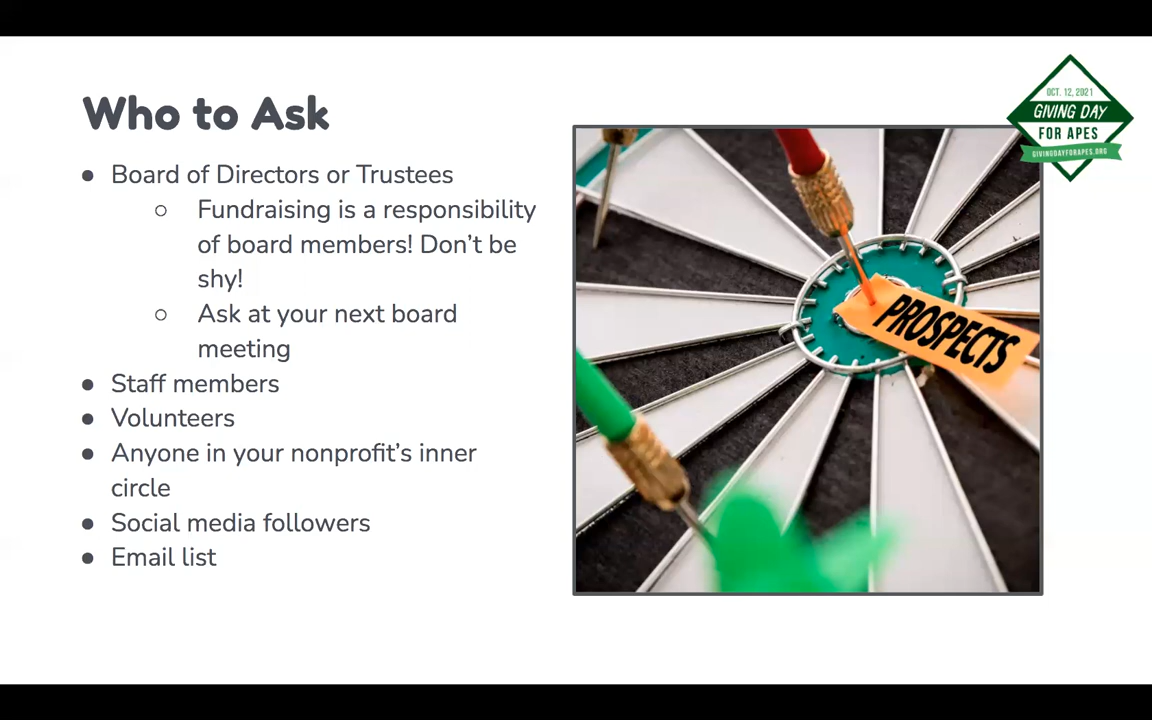 Who to Ask
● Board of Directors or Trustees
○ Fundraising is a responsibility
of board members! Don’t be
shy!
○ Ask at your next board
meeting
● Staff members
● Volunteers
● Anyone in your nonprofit’s inner
circle
● Social media followers
● Email list
OCT. 12, 2021
GIVING DAY
FOR APES
GIVINGDAYFORAPES.ORG
PROSPECTS